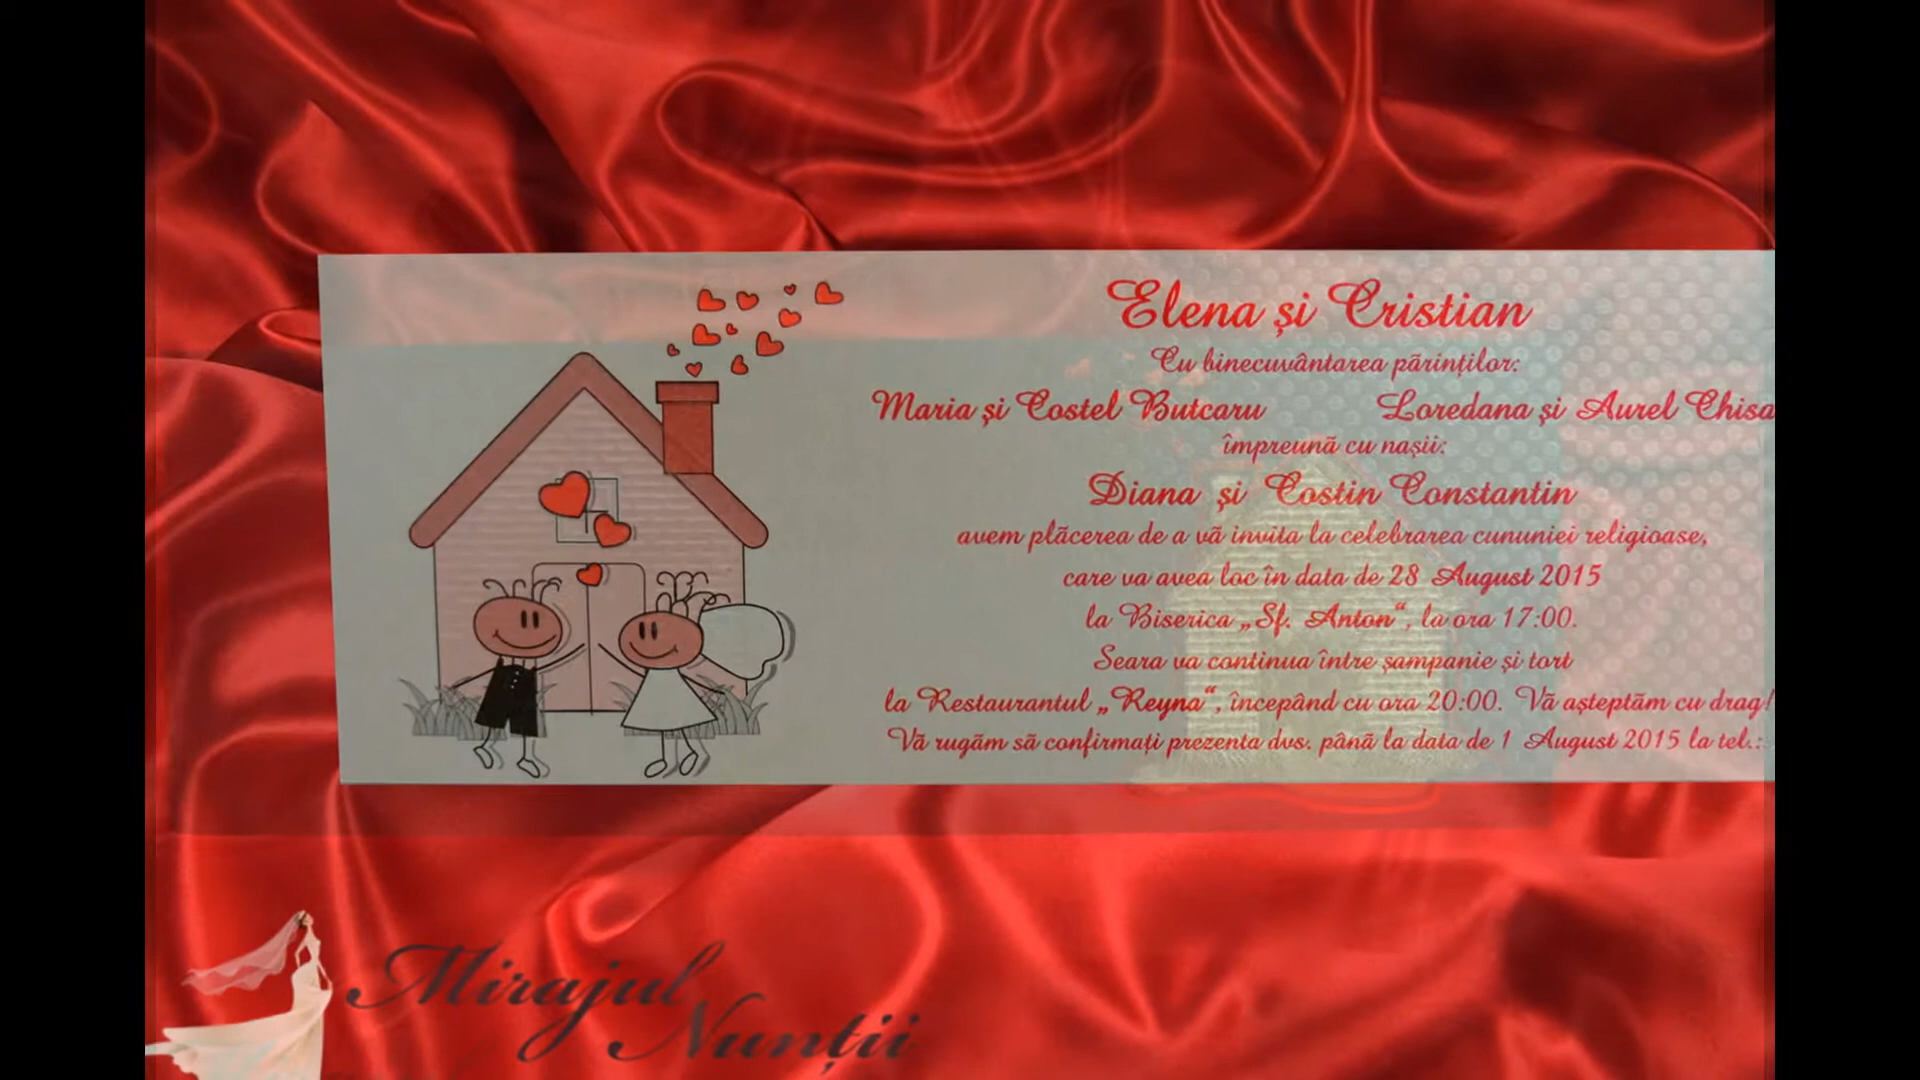 Elena și Cristian
Cu binecuvântarea părinților:
Maria și Costel Butcaru Loredana și Aurel Chisa
împreună cu nașii:
Diana și Costin Constantin
avem plăcerea de a vă invita la celebrarea cununiei religioase,
care va avea loc în data de 28 August 2015
la Biserica „Sf. Anton“, la ora 17:00.
Seara va continua între șampanie și tort
la Restaurantul „Reyna“, începând cu ora 20:00. Vă așteptăm cu drag!
Vă rugăm să confirmați prezenta dvs. până la data de 1 August 2015 la tel.:
Mirajul
Nunții